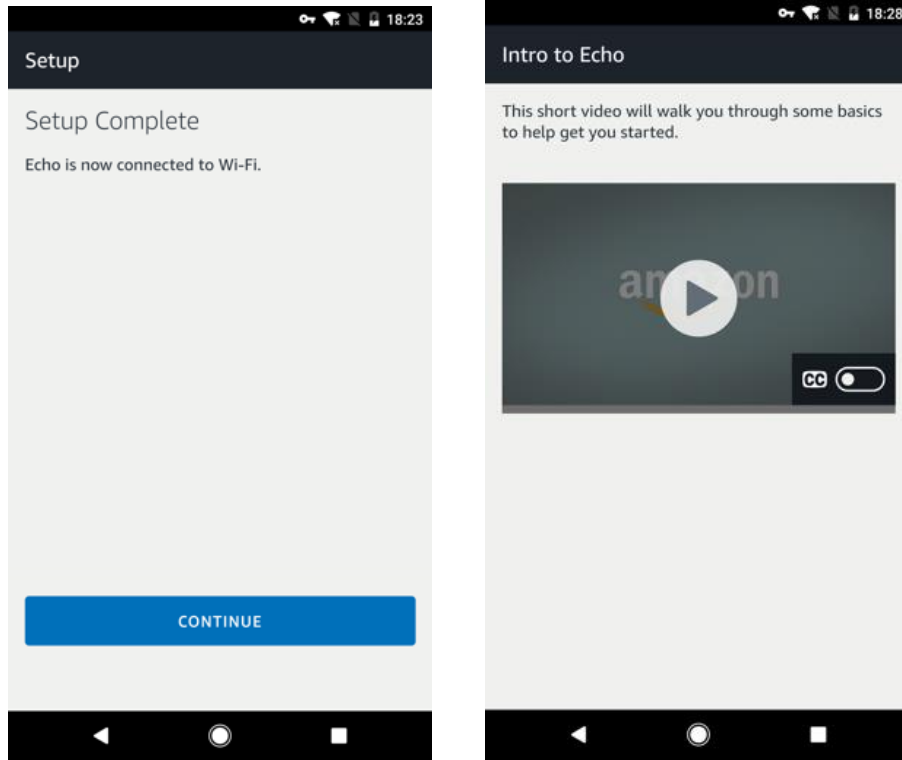 18:23
Setup
Setup Complete
Echo is now connected to Wi-Fi.
CONTINUE
18:28
Intro to Echo
This short video will walk you through some basics
to help get you started.
amazon
CC